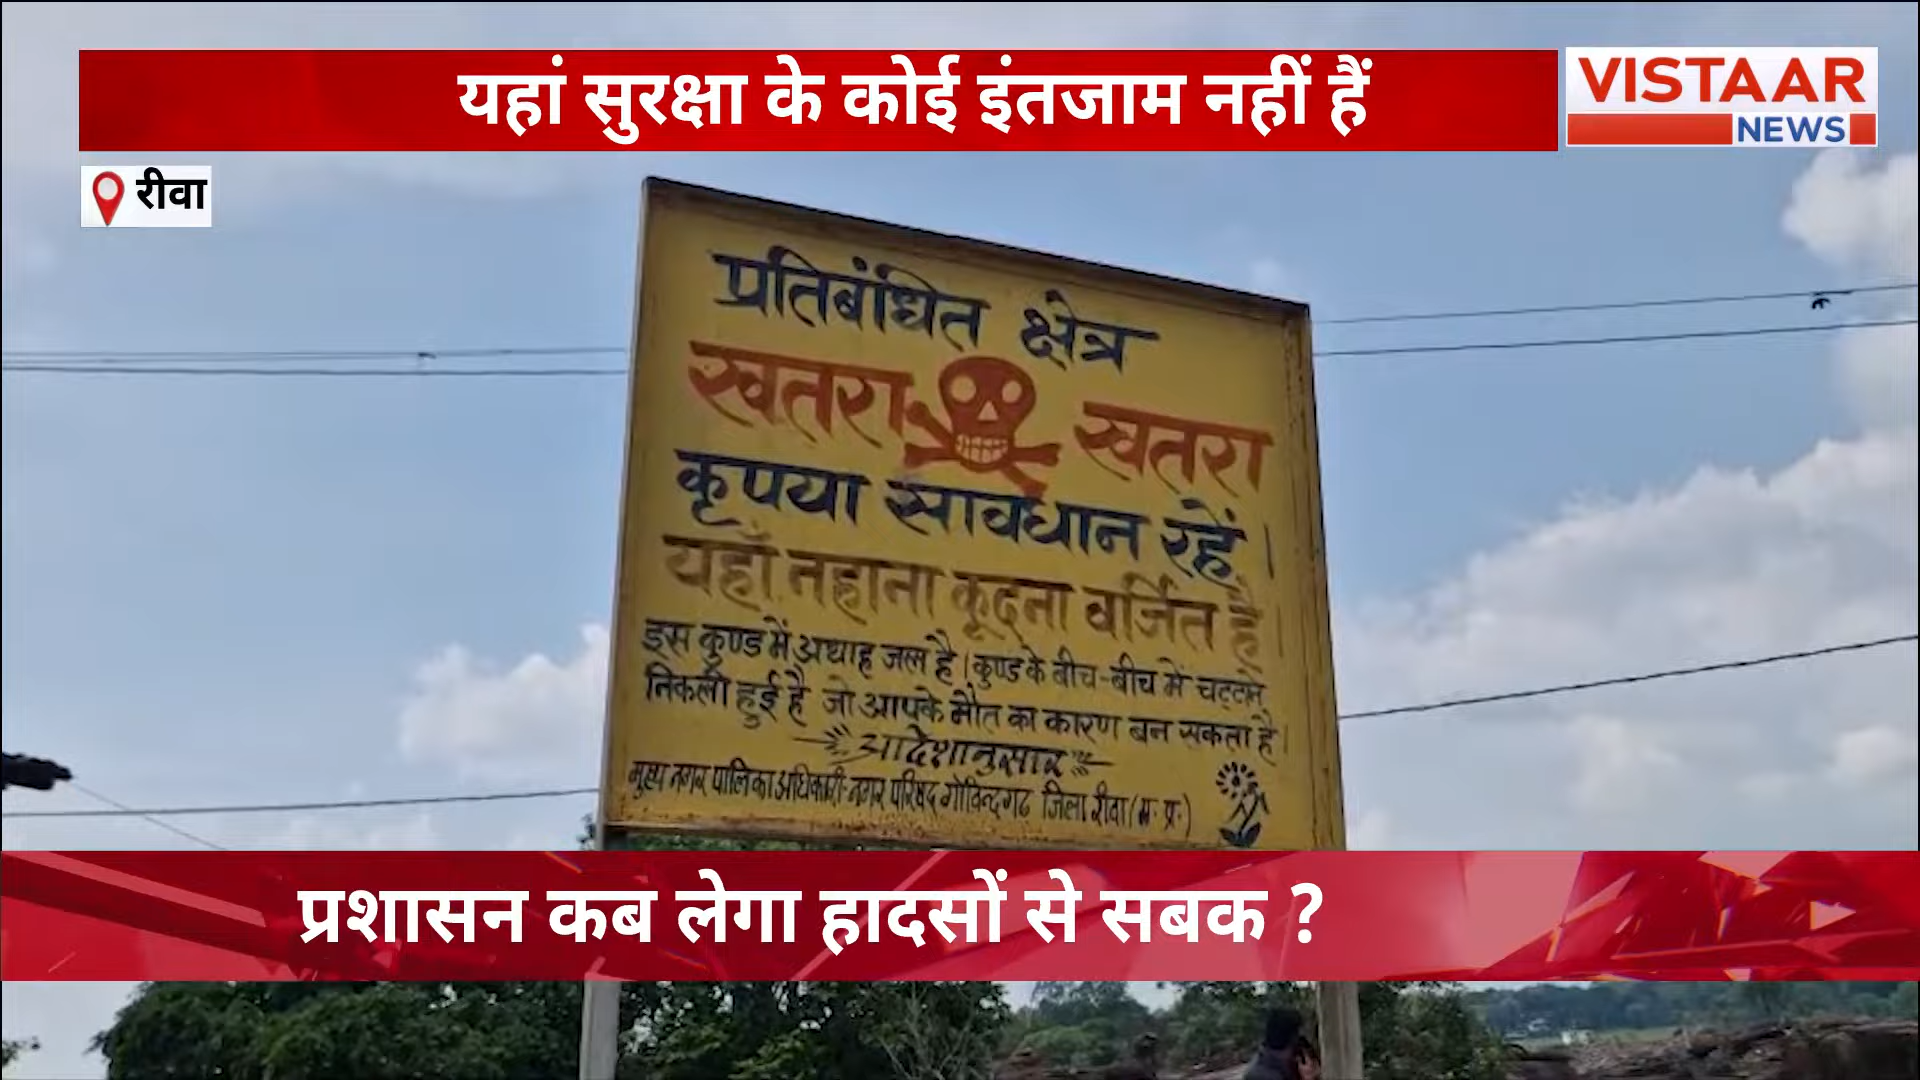 यहां सुरक्षा के कोई इंतजाम नहीं हैं
VISTAAR
NEWS
रीवा
प्रतिबंधित क्षेत्र
खतरा खतरा
कृपया सावधान रहें।
यहाँ नहाना कूदना वर्जित है।
इस कुण्ड में अथाह जल है। कुण्ड के बीच-बीच में चट्टाने
निकली हुई है जो आपके मौत का कारण बन सकता है।
आदेशानुसार
मुख्य नगर पालिका अधिकारी-नगर परिषद गोविन्दगढ जिला रीवा (म.प्र.)
प्रशासन कब लेगा हादसों से सबक ?